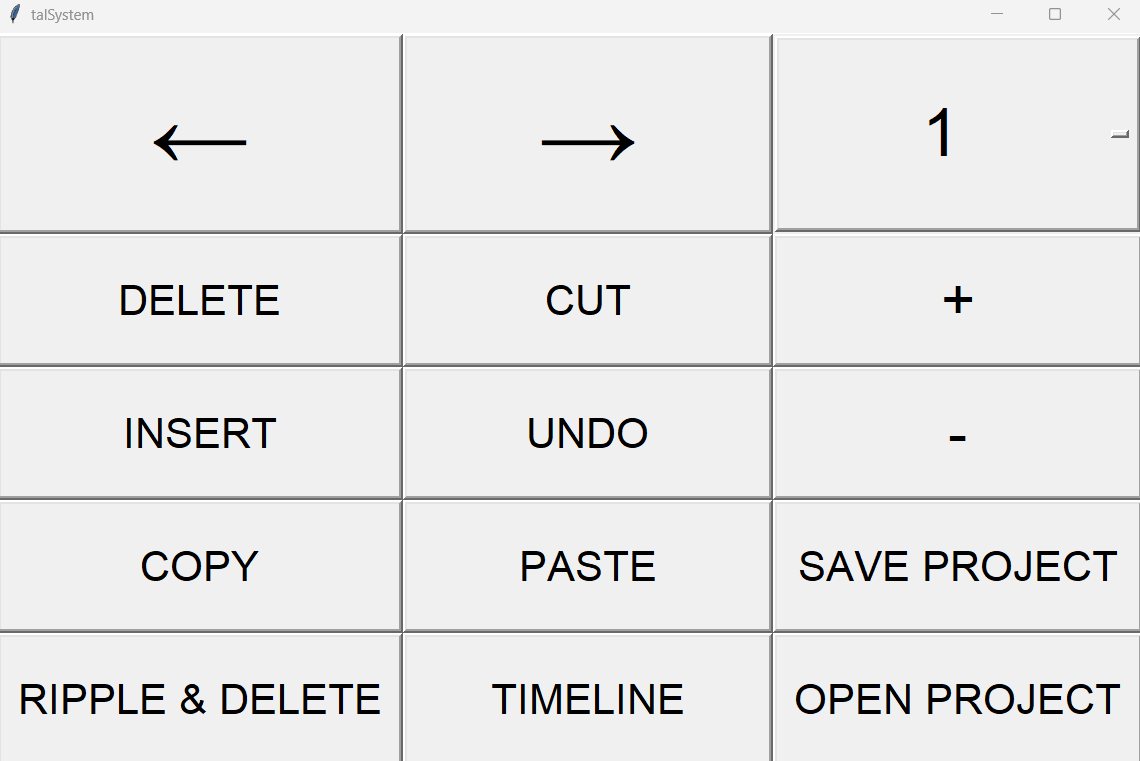 talSystem
← → 1
DELETE CUT +
INSERT UNDO -
COPY PASTE SAVE PROJECT
RIPPLE & DELETE TIMELINE OPEN PROJECT